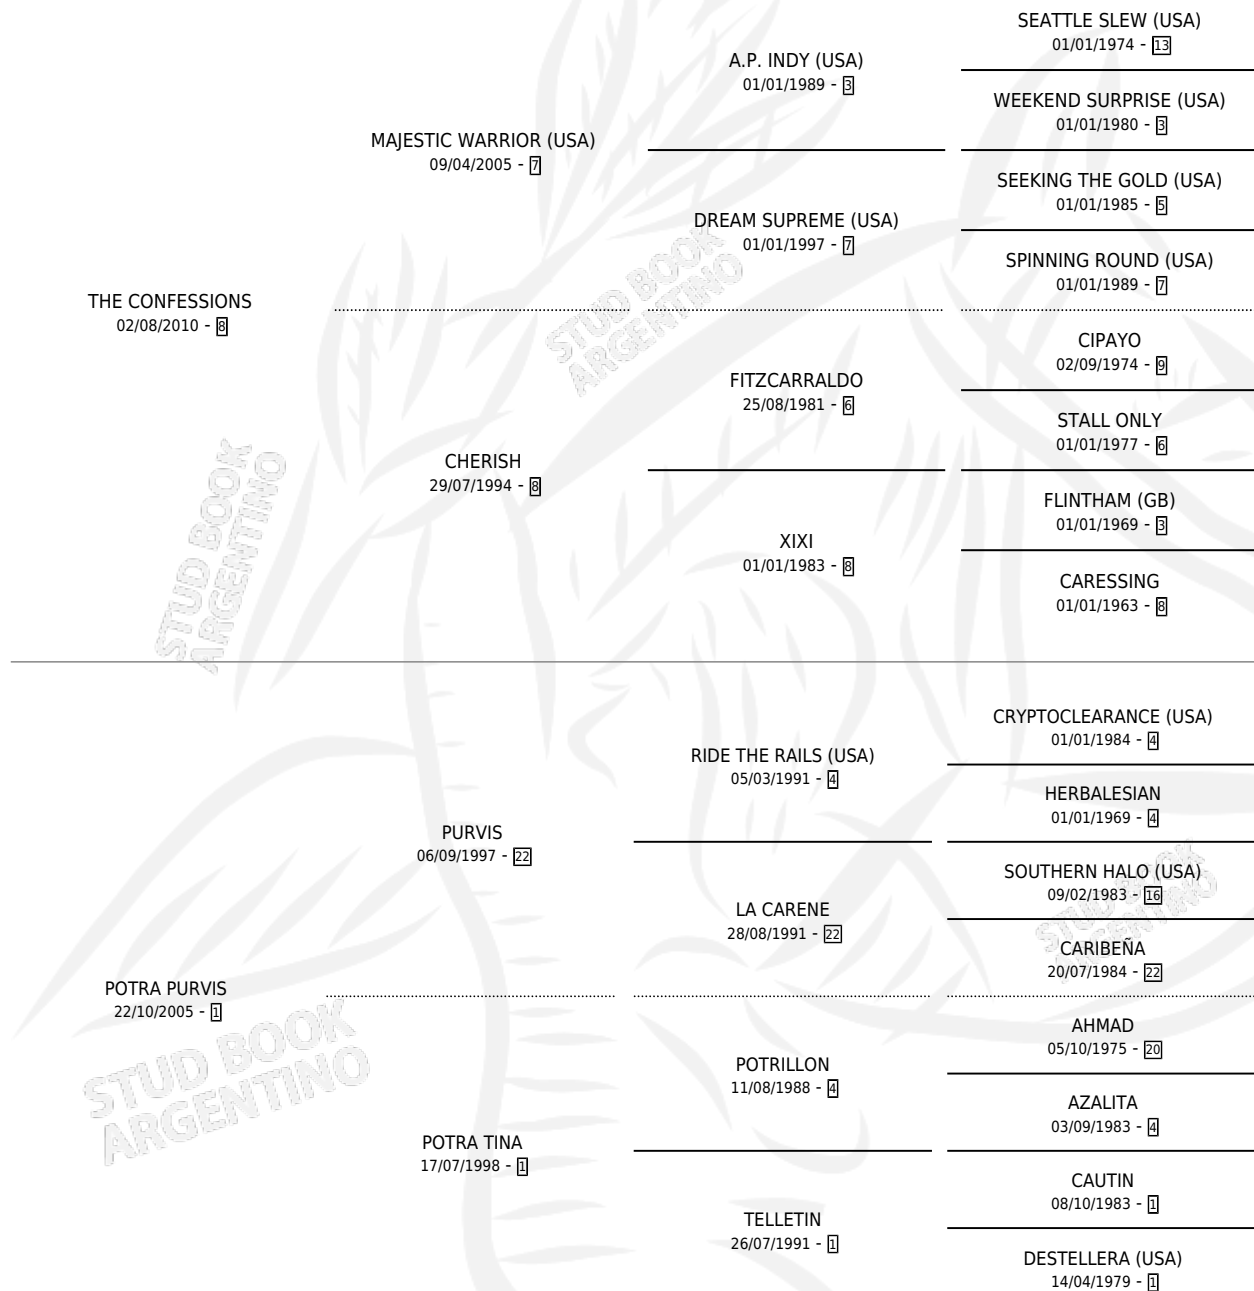 SEATTLE SLEW (USA)
01/01/1974 - 13
A.P. INDY (USA)
01/01/1989 - 3
WEEKEND SURPRISE (USA)
01/01/1980 - 3
MAJESTIC WARRIOR (USA)
09/04/2005 - 7
SEEKING THE GOLD (USA)
01/01/1985 - 5
DREAM SUPREME (USA)
01/01/1997 - 7
SPINNING ROUND (USA)
01/01/1989 - 7
THE CONFESSIONS
02/08/2010 - 8
CIPAYO
02/09/1974 - 9
FITZCARRALDO
25/08/1981 - 6
STALL ONLY
01/01/1977 - 6
CHERISH
29/07/1994 - 8
FLINTHAM (GB)
01/01/1969 - 3
XIXI
01/01/1983 - 8
CARESSING
01/01/1963 - 8
STUD BOOK
ARGENTINO
STUD BOOK
ARGENTINO
CRYPTOCLEARANCE (USA)
01/01/1984 - 4
RIDE THE RAILS (USA)
05/03/1991 - 4
HERBALESIAN
01/01/1969 - 4
PURVIS
06/09/1997 - 22
SOUTHERN HALO (USA)
09/02/1983 - 16
LA CARENE
28/08/1991 - 22
CARIBEÑA
20/07/1984 - 22
STUD BOOK
ARGENTINO
POTRA PURVIS
22/10/2005 - 1
AHMAD
05/10/1975 - 20
POTRILLON
11/08/1988 - 4
AZALITA
03/09/1983 - 4
POTRA TINA
17/07/1998 - 1
CAUTIN
08/10/1983 - 1
TELLETIN
26/07/1991 - 1
DESTELLERA (USA)
14/04/1979 - 1
STUD BOOK
ARGENTINO